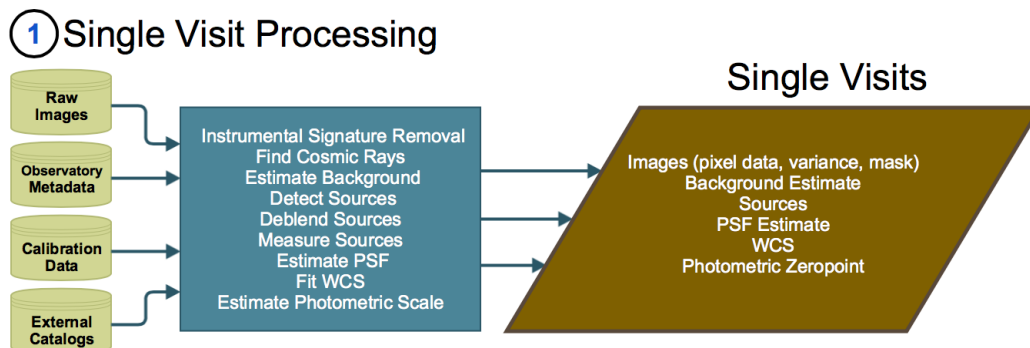 1 Single Visit Processing
Raw
Images
Observatory
Metadata
Calibration
Data
External
Catalogs
Instrumental Signature Removal
Find Cosmic Rays
Estimate Background
Detect Sources
Deblend Sources
Measure Sources
Estimate PSF
Fit WCS
Estimate Photometric Scale
Single Visits
Images (pixel data, variance, mask)
Background Estimate
Sources
PSF Estimate
WCS
Photometric Zeropoint